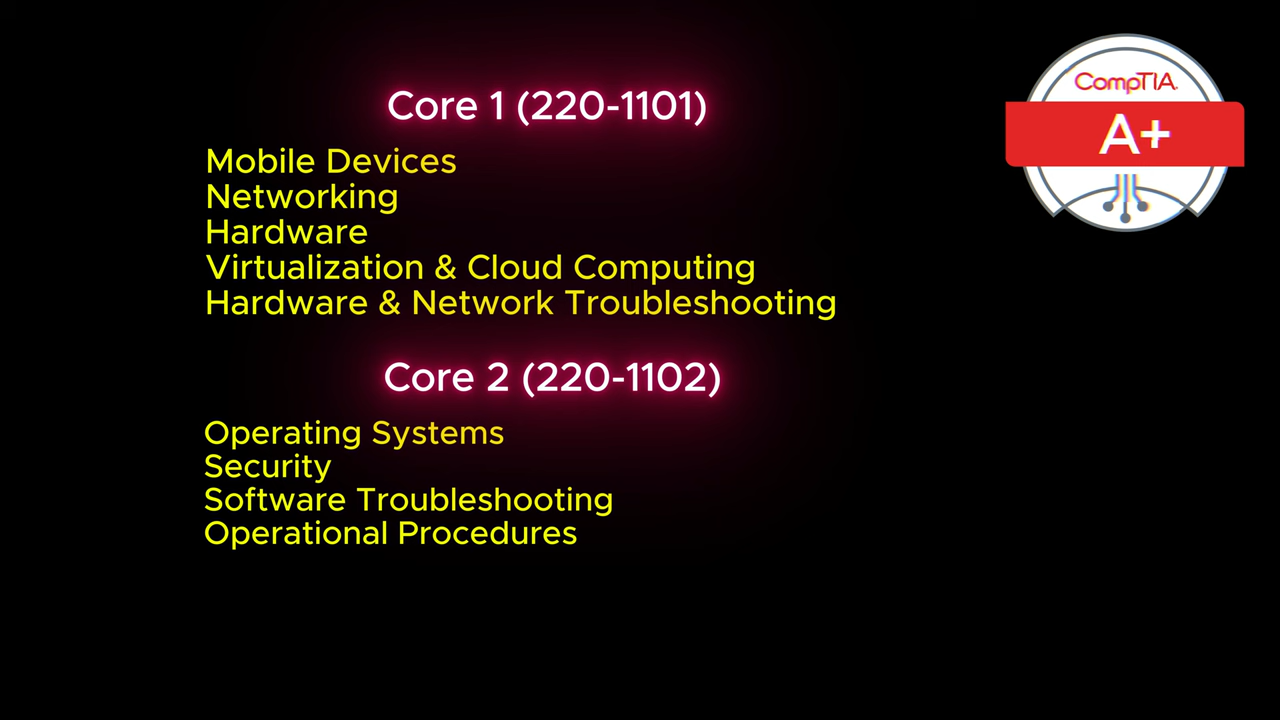 CompTIA.
A+
Core 1 (220-1101)
Mobile Devices
Networking
Hardware
Virtualization & Cloud Computing
Hardware & Network Troubleshooting
Core 2 (220-1102)
Operating Systems
Security
Software Troubleshooting
Operational Procedures